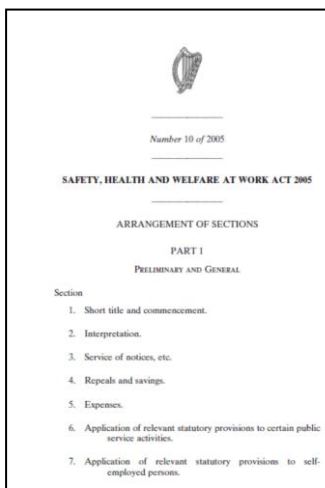 Number 10 of 2005
SAFETY, HEALTH AND WELFARE AT WORK ACT 2005
ARRANGEMENT OF SECTIONS
PART 1
PRELIMINARY AND GENERAL
Section
1. Short title and commencement.
2. Interpretation.
3. Service of notices, etc.
4. Repeals and savings.
5. Expenses.
6. Application of relevant statutory provisions to certain public
service activities.
7. Application of relevant statutory provisions to self-
employed persons.